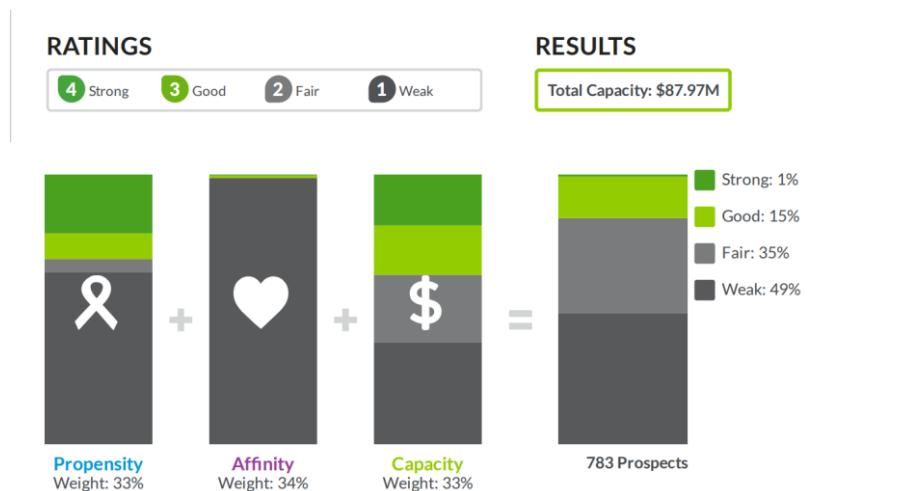 RATINGS
4 Strong 3 Good 2 Fair 1 Weak
RESULTS
Total Capacity: $87.97M
Strong: 1%
Good: 15%
Fair: 35%
Weak: 49%
$
Propensity
Weight: 33%
Affinity
Weight: 34%
Capacity
Weight: 33%
783 Prospects